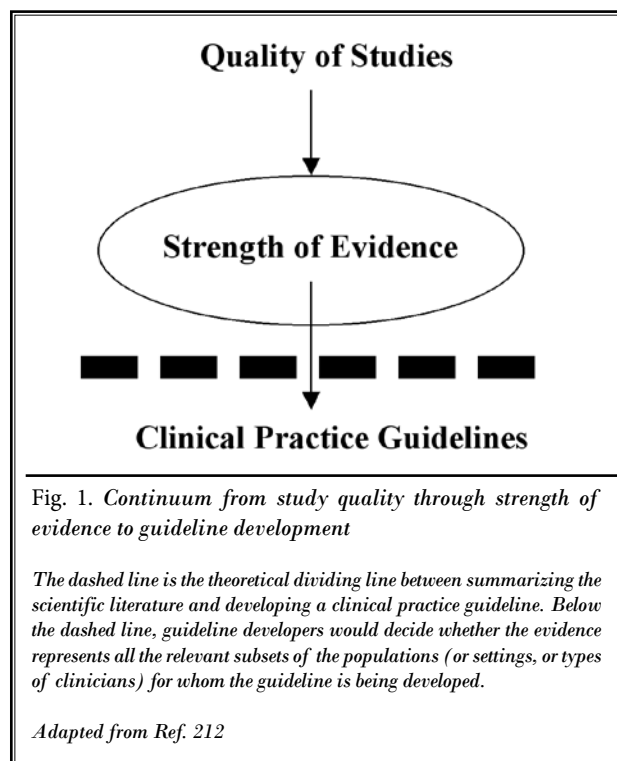 Quality of Studies
Strength of Evidence
Clinical Practice Guidelines
Fig. 1. Continuum from study quality through strength of
evidence to guideline development
The dashed line is the theoretical dividing line between summarizing the
scientific literature and developing a clinical practice guideline. Below
the dashed line, guideline developers would decide whether the evidence
represents all the relevant subsets of the populations (or settings, or types
of clinicians) for whom the guideline is being developed.
Adapted from Ref. 212